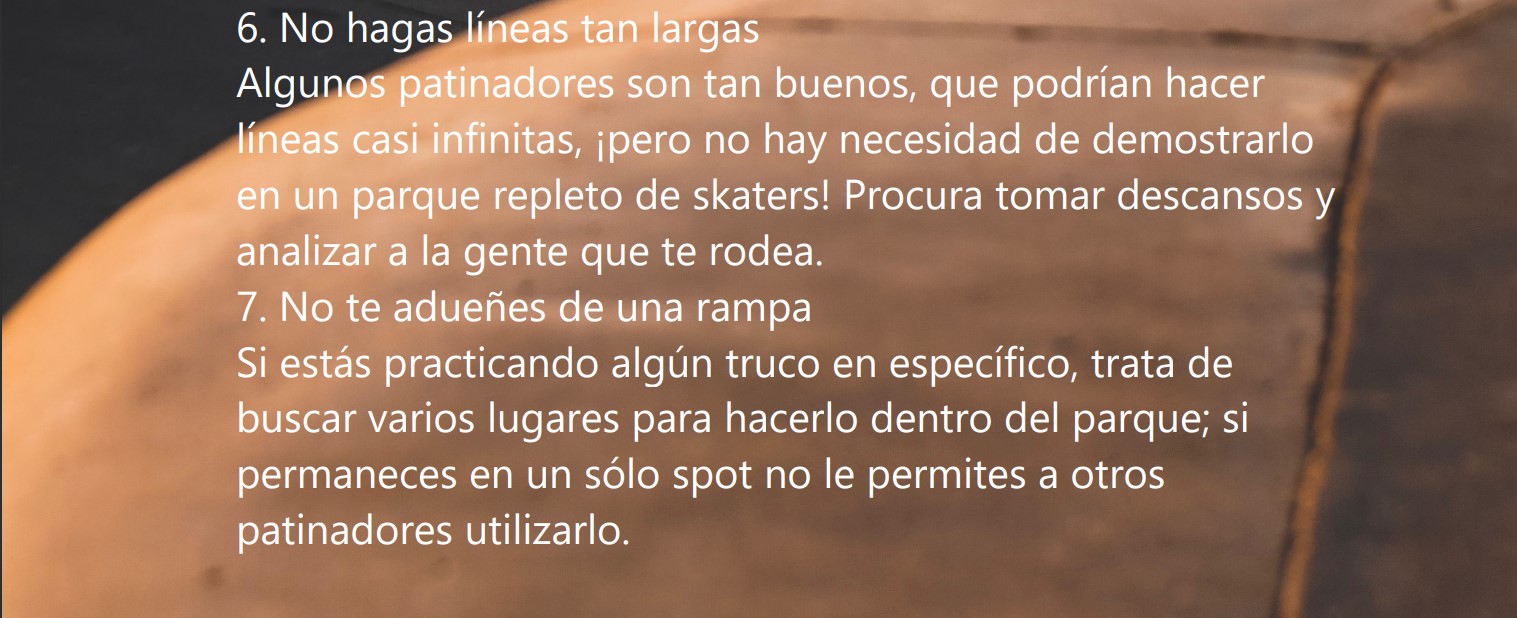 6. No hagas líneas tan largas
Algunos patinadores son tan buenos, que podrían hacer
líneas casi infinitas, ¡pero no hay necesidad de demostrarlo
en un parque repleto de skaters! Procura tomar descansos y
analizar a la gente que te rodea.
7. No te adueñes de una rampa
Si estás practicando algún truco en específico, trata de
buscar varios lugares para hacerlo dentro del parque; si
permaneces en un sólo spot no le permites a otros
patinadores utilizarlo.